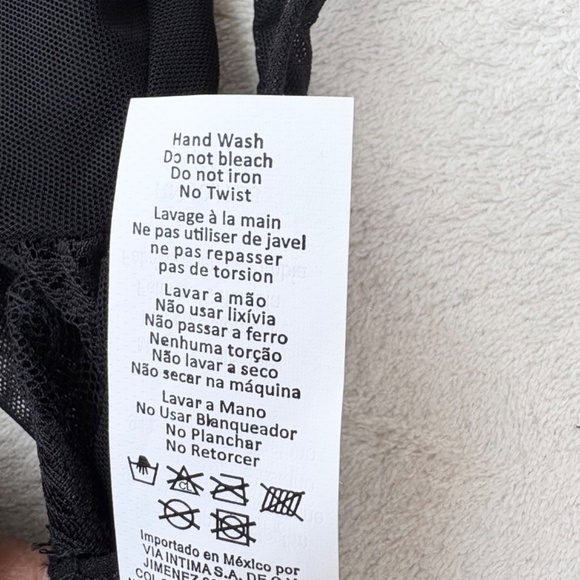 Hand Wash
Do not bleach
Do not iron
No Twist
Lavage à la main
Ne pas utiliser de javel
ne pas repasser
pas de torsion
Lavar a mão
Não usar lixívia
Não passar a ferro
Nenhuma torção
Não lavar a seco
Não secar na máquina
Lavar a Mano
No Usar Blanqueador
No Planchar
No Retorcer
CL
Importado en México por
VIA INTIMA S.A. DE
JIMENEZ